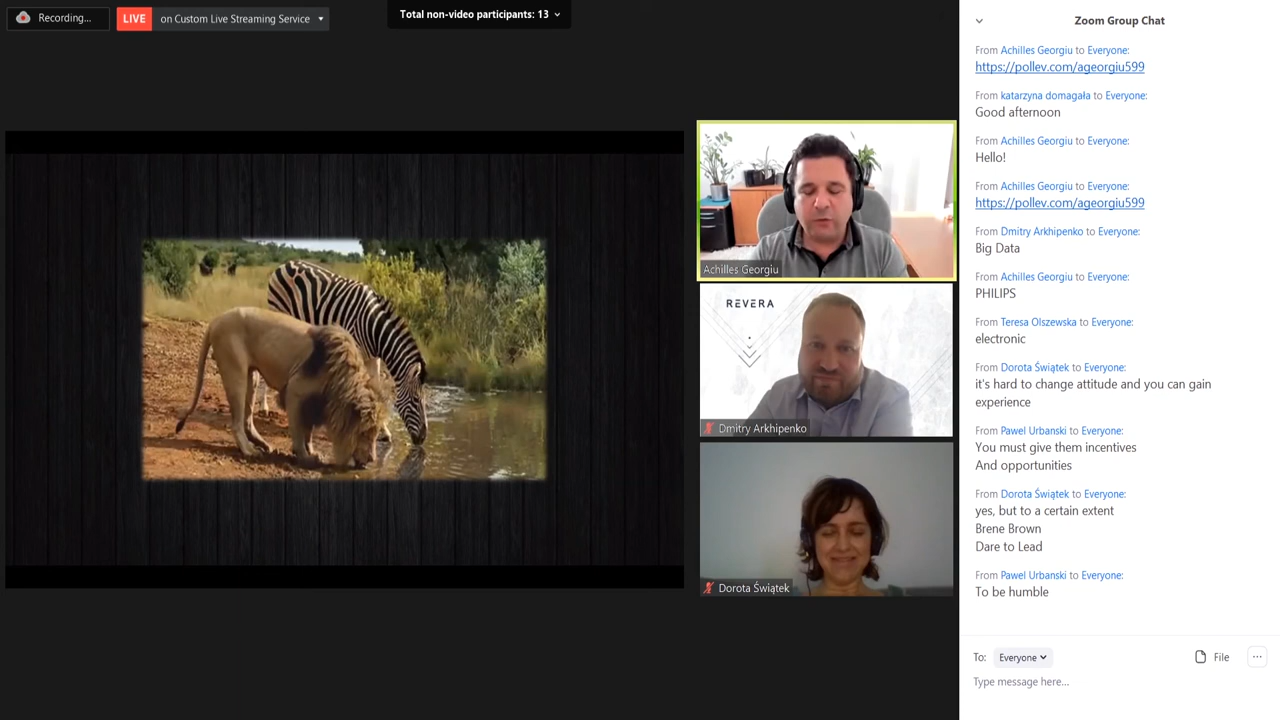 Recording...
LIVE on Custom Live Streaming Service
Total non-video participants: 13
Achilles Georgiu
REVERA
Dmitry Arkhipenko
Dorota Świątek
Zoom Group Chat
From Achilles Georgiu to Everyone:
https://pollev.com/ageorgiu599
From katarzyna domagała to Everyone:
Good afternoon
From Achilles Georgiu to Everyone:
Hello!
From Achilles Georgiu to Everyone:
https://pollev.com/ageorgiu599
From Dmitry Arkhipenko to Everyone:
Big Data
From Achilles Georgiu to Everyone:
PHILIPS
From Teresa Olszewska to Everyone:
electronic
From Dorota Świątek to Everyone:
it's hard to change attitude and you can gain
experience
From Pawel Urbanski to Everyone:
You must give them incentives
And opportunities
From Dorota Świątek to Everyone:
yes, but to a certain extent
Brene Brown
Dare to Lead
From Pawel Urbanski to Everyone:
To be humble
To: Everyone File ...
Type message here...